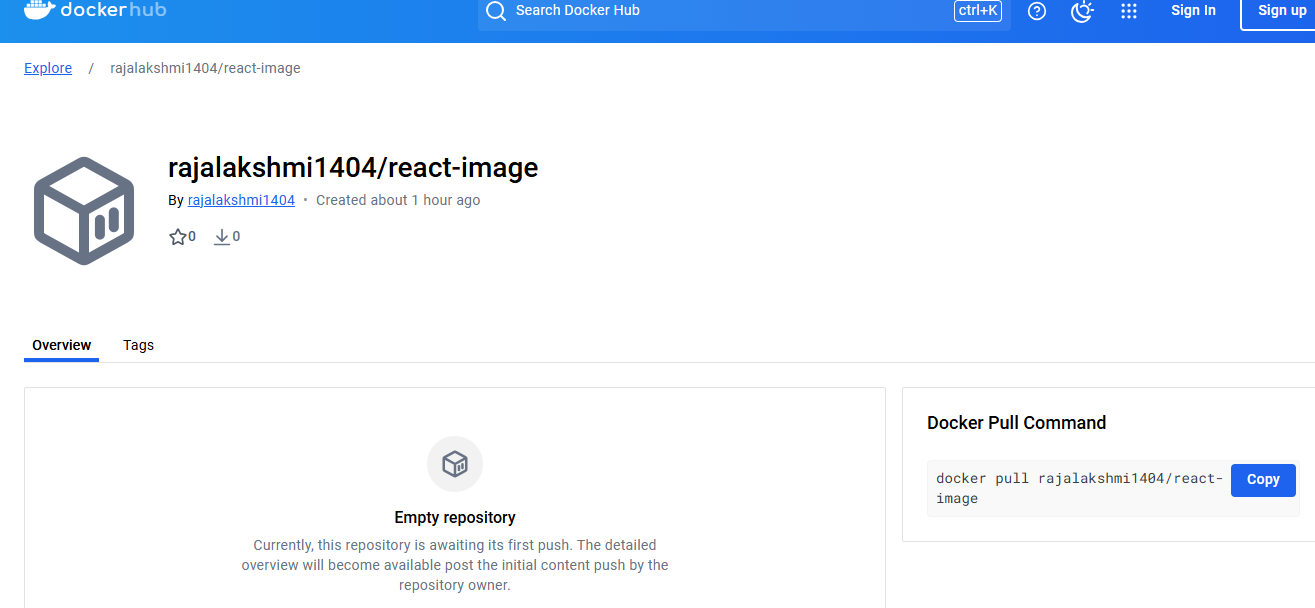 dockerhub
Search Docker Hub
ctrl+K
Sign In
Sign up
Explore / rajalakshmi1404/react-image
rajalakshmi1404/react-image
By rajalakshmi1404 • Created about 1 hour ago
0 0
Overview Tags
Empty repository
Currently, this repository is awaiting its first push. The detailed
overview will become available post the initial content push by the
repository owner.
Docker Pull Command
docker pull rajalakshmi1404/react-
image
Copy